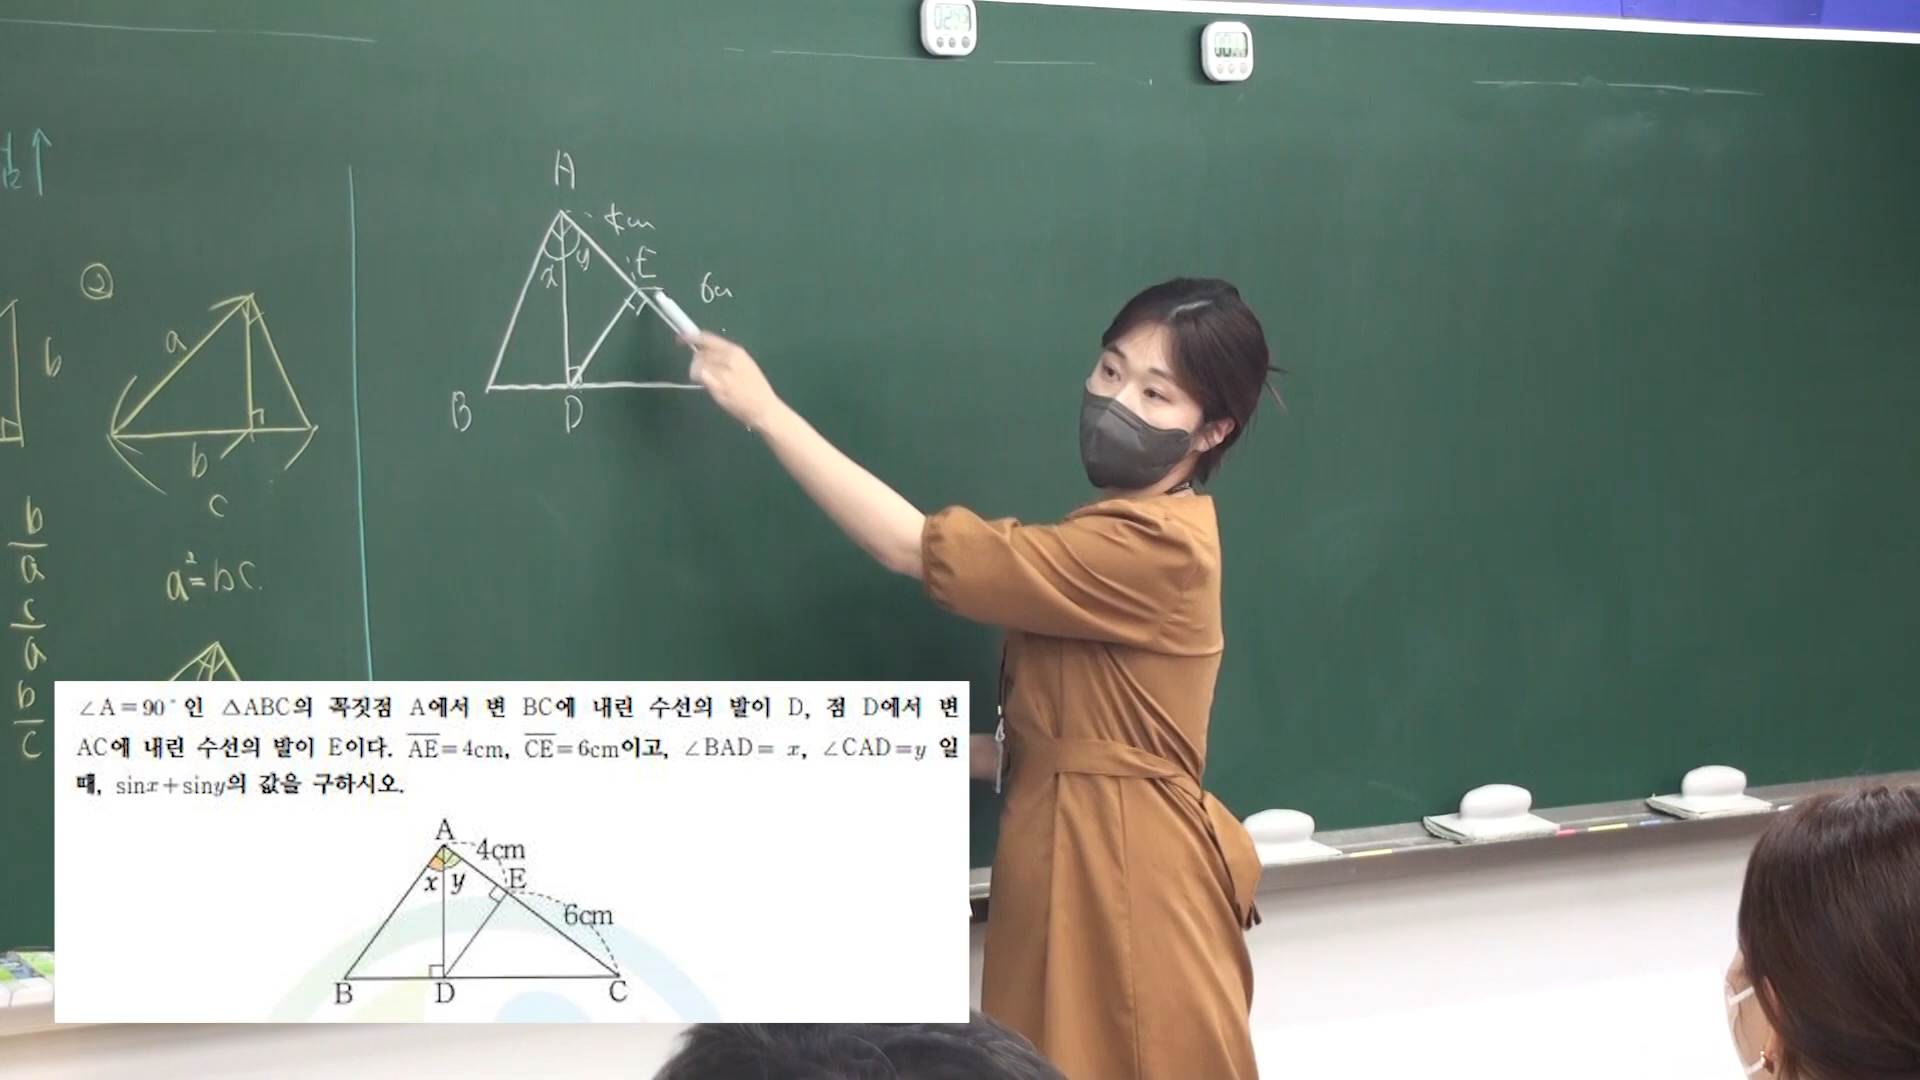 ②
a
b
b
c
a²=bc.
b
a
c
a
b
c
A
4cm
x y
E
6cm
B
D
∠A=90°인 △ABC의 꼭짓점 A에서 변 BC에 내린 수선의 발이 D, 점 D에서 변
AC에 내린 수선의 발이 E이다. AE=4cm, CE=6cm이고, ∠BAD= x, ∠CAD=y 일
때, sinx+siny의 값을 구하시오.
A
4cm
x y
E
6cm
B D C